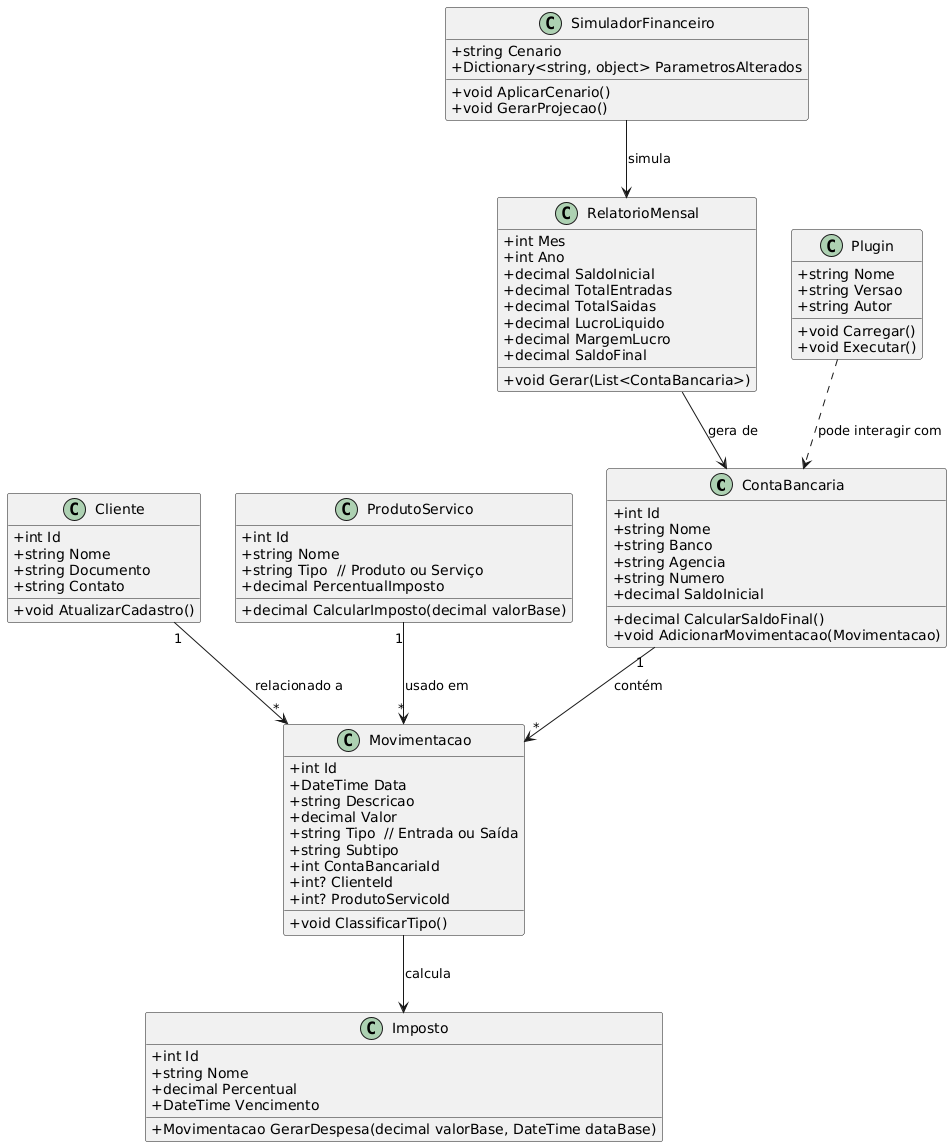 C SimuladorFinanceiro
+string Cenario
+Dictionary<string, object> ParametrosAlterados
+void AplicarCenario()
+void GerarProjecao()
simula
C RelatorioMensal
+int Mes
+int Ano
+decimal SaldoInicial
+decimal TotalEntradas
+decimal TotalSaidas
+decimal LucroLiquido
+decimal MargemLucro
+decimal SaldoFinal
+void Gerar(List<ContaBancaria>)
C Plugin
+string Nome
+string Versao
+string Autor
+void Carregar()
+void Executar()
gera de
pode interagir com
C Cliente
+int Id
+string Nome
+string Documento
+string Contato
+void AtualizarCadastro()
C ProdutoServico
+int Id
+string Nome
+string Tipo // Produto ou Serviço
+decimal PercentualImposto
+decimal CalcularImposto(decimal valorBase)
C ContaBancaria
+int Id
+string Nome
+string Banco
+string Agencia
+string Numero
+decimal SaldoInicial
+decimal CalcularSaldoFinal()
+void AdicionarMovimentacao(Movimentacao)
1
relacionado a
*
1
usado em
*
1
contém
*
C Movimentacao
+int Id
+DateTime Data
+string Descricao
+decimal Valor
+string Tipo // Entrada ou Saída
+string Subtipo
+int ContaBancariaId
+int? ClienteId
+int? ProdutoServicoId
+void ClassificarTipo()
calcula
C Imposto
+int Id
+string Nome
+decimal Percentual
+DateTime Vencimento
+Movimentacao GerarDespesa(decimal valorBase, DateTime dataBase)